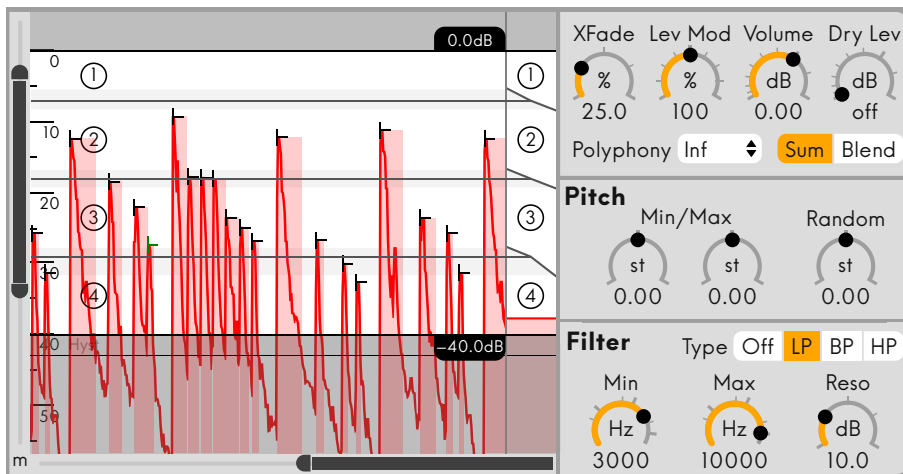 0.0dB
0
①
①
10
②
②
20
③
③
30
④
④
40
Hyst
−40.0dB
50
m
XFade Lev Mod Volume Dry Lev
% % dB dB
25.0 100 0.00 off
Polyphony Inf Sum Blend
Pitch
Min/Max Random
st st st
0.00 0.00 0.00
Filter Type Off LP BP HP
Min Max Reso
Hz Hz dB
3000 10000 10.0